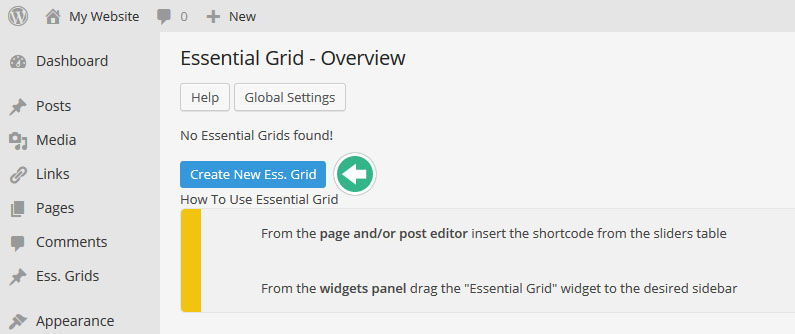 My Website 0 New
Dashboard
Posts
Media
Links
Pages
Comments
Ess. Grids
Appearance
Essential Grid - Overview
Help Global Settings
No Essential Grids found!
Create New Ess. Grid
How To Use Essential Grid
From the page and/or post editor insert the shortcode from the sliders table
From the widgets panel drag the "Essential Grid" widget to the desired sidebar